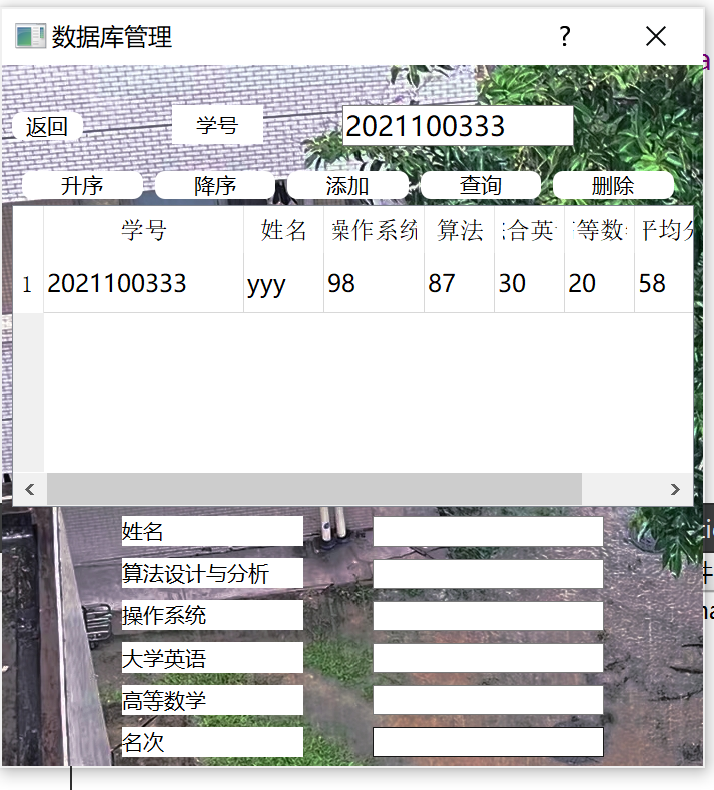 数据库管理 ?
返回 学号 2021100333
升序 降序 添加 查询 删除
学号 姓名 操作系统 算法 合英 等数 平均分
1 2021100333 yyy 98 87 30 20 58
姓名
算法设计与分析
操作系统
大学英语
高等数学
名次